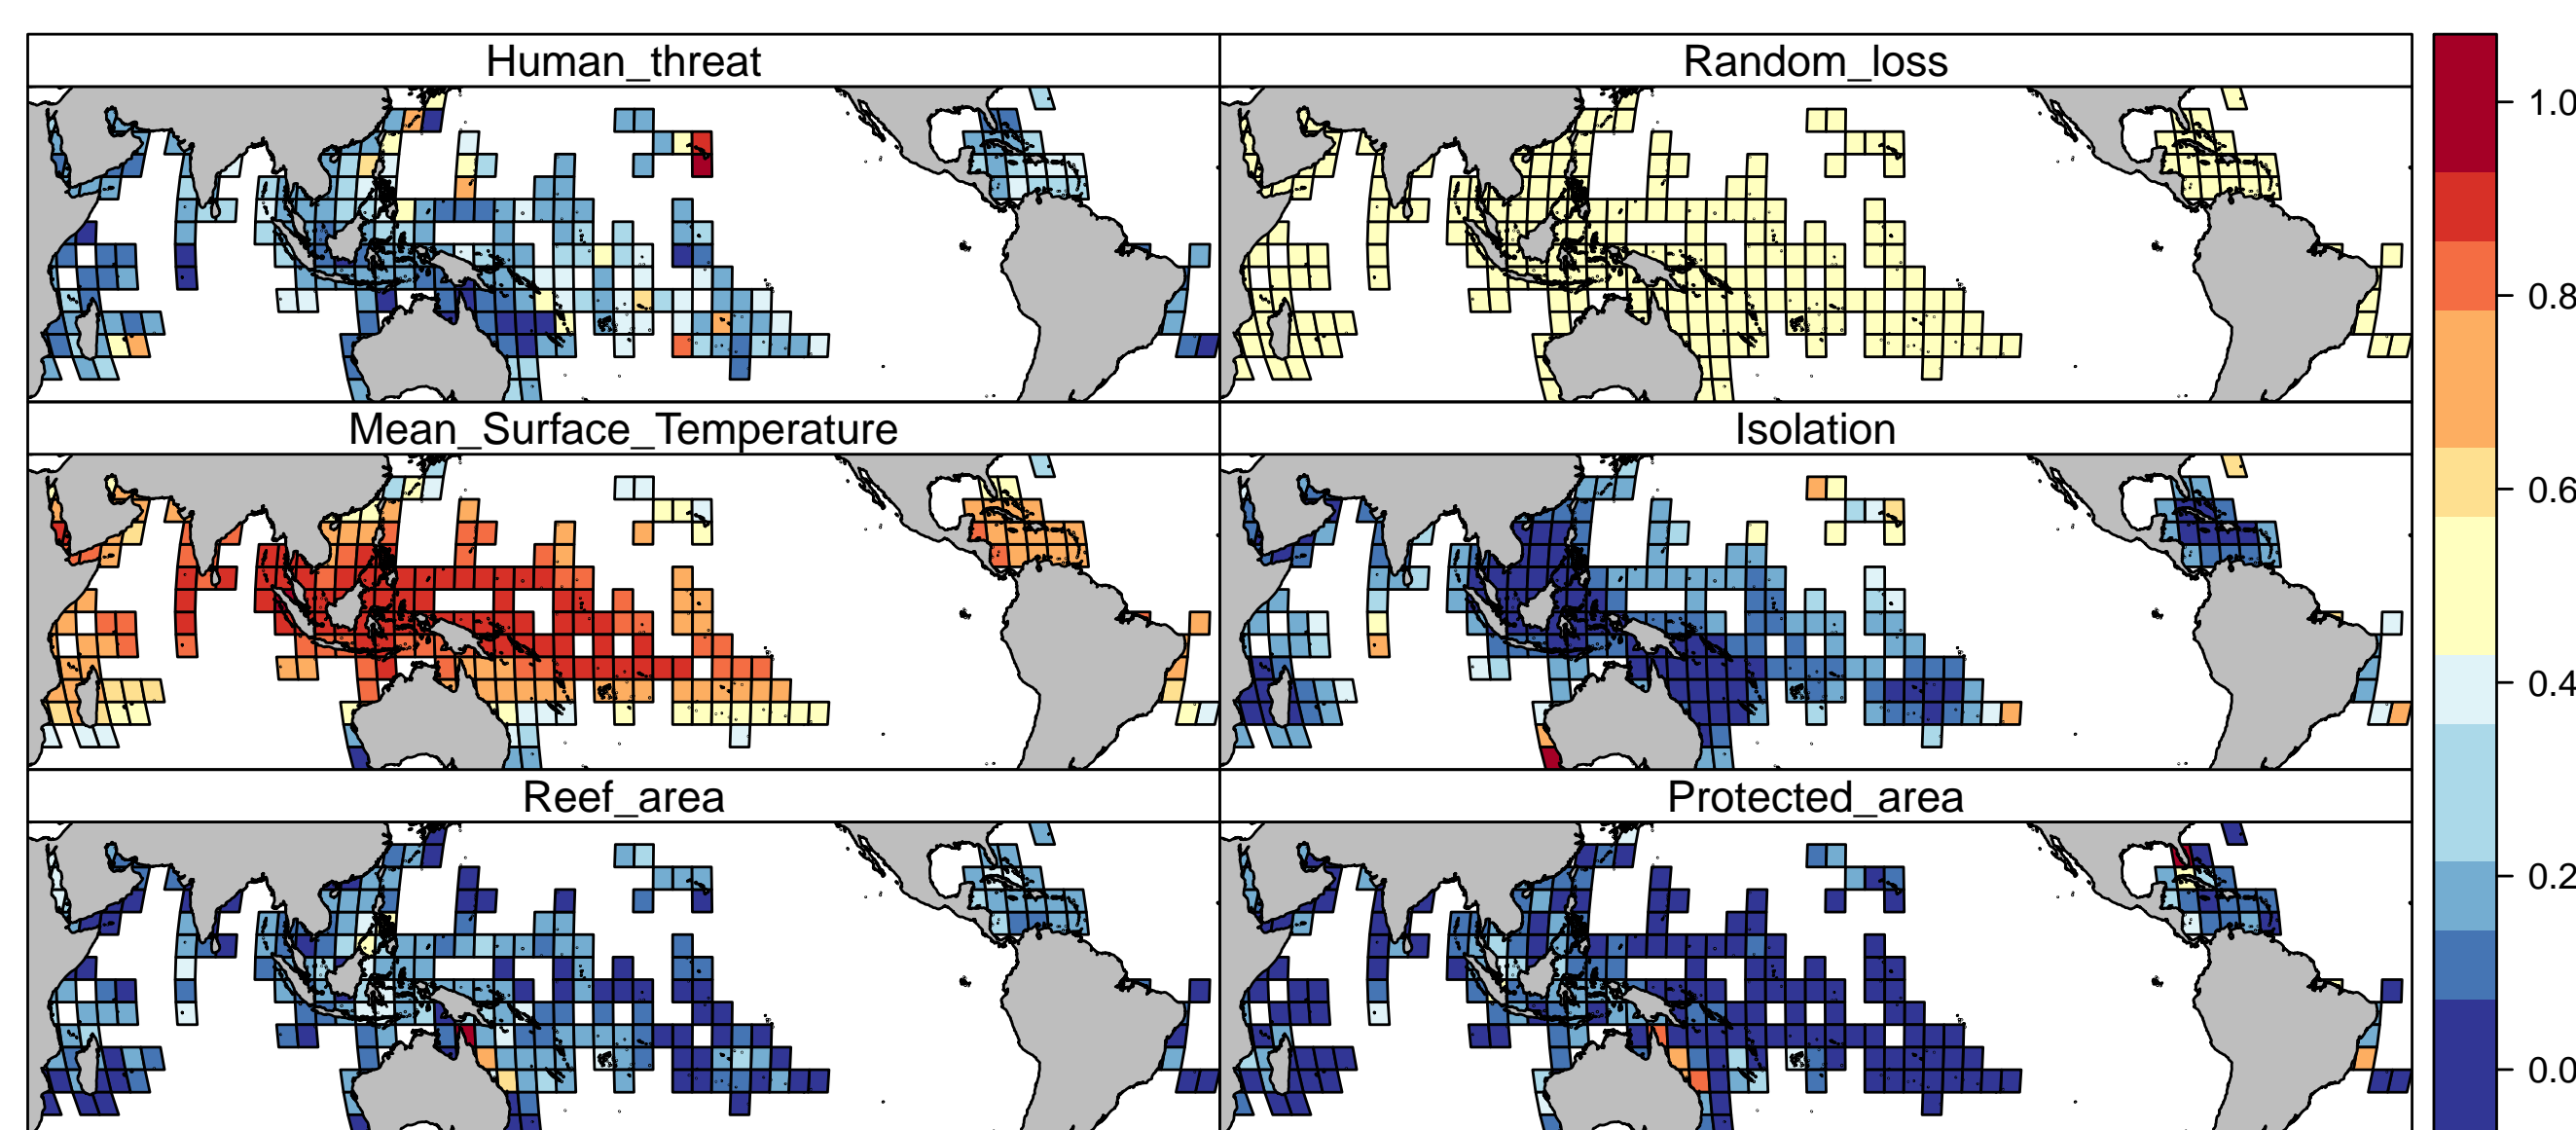 Human_threat
Random_loss
Mean_Surface_Temperature
Isolation
Reef_area
Protected_area
1.0
0.8
0.6
0.4
0.2
0.0